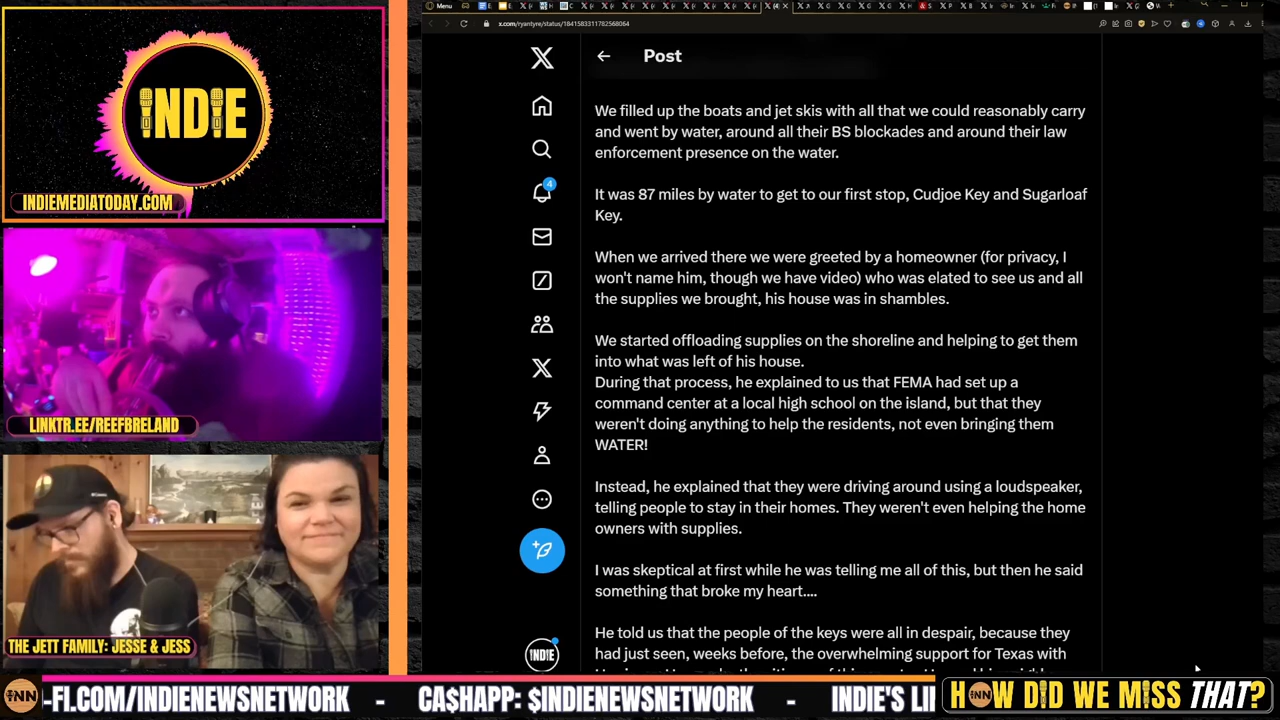 INDIE
INDIEMEDIATODAY.COM
LINKTR.EE/REEFBRELAND
THE JETT FAMILY: JESSE & JESS
Menu
x.com/ryantyre/status/1841583311782568064
Post
4
We filled up the boats and jet skis with all that we could reasonably carry
and went by water, around all their BS blockades and around their law
enforcement presence on the water.
It was 87 miles by water to get to our first stop, Cudjoe Key and Sugarloaf
Key.
When we arrived there we were greeted by a homeowner (for privacy, I
won't name him, though we have video) who was elated to see us and all
the supplies we brought, his house was in shambles.
We started offloading supplies on the shoreline and helping to get them
into what was left of his house.
During that process, he explained to us that FEMA had set up a
command center at a local high school on the island, but that they
weren't doing anything to help the residents, not even bringing them
WATER!
Instead, he explained that they were driving around using a loudspeaker,
telling people to stay in their homes. They weren't even helping the home
owners with supplies.
I was skeptical at first while he was telling me all of this, but then he said
something that broke my heart....
He told us that the people of the keys were all in despair, because they
had just seen, weeks before, the overwhelming support for Texas with
INDIE
INN
-FI.COM/INDIENEWSNETWORK - CA$HAPP: $INDIENEWSNETWORK - INDIE'S LI
HOW DID WE MISS THAT?
INN